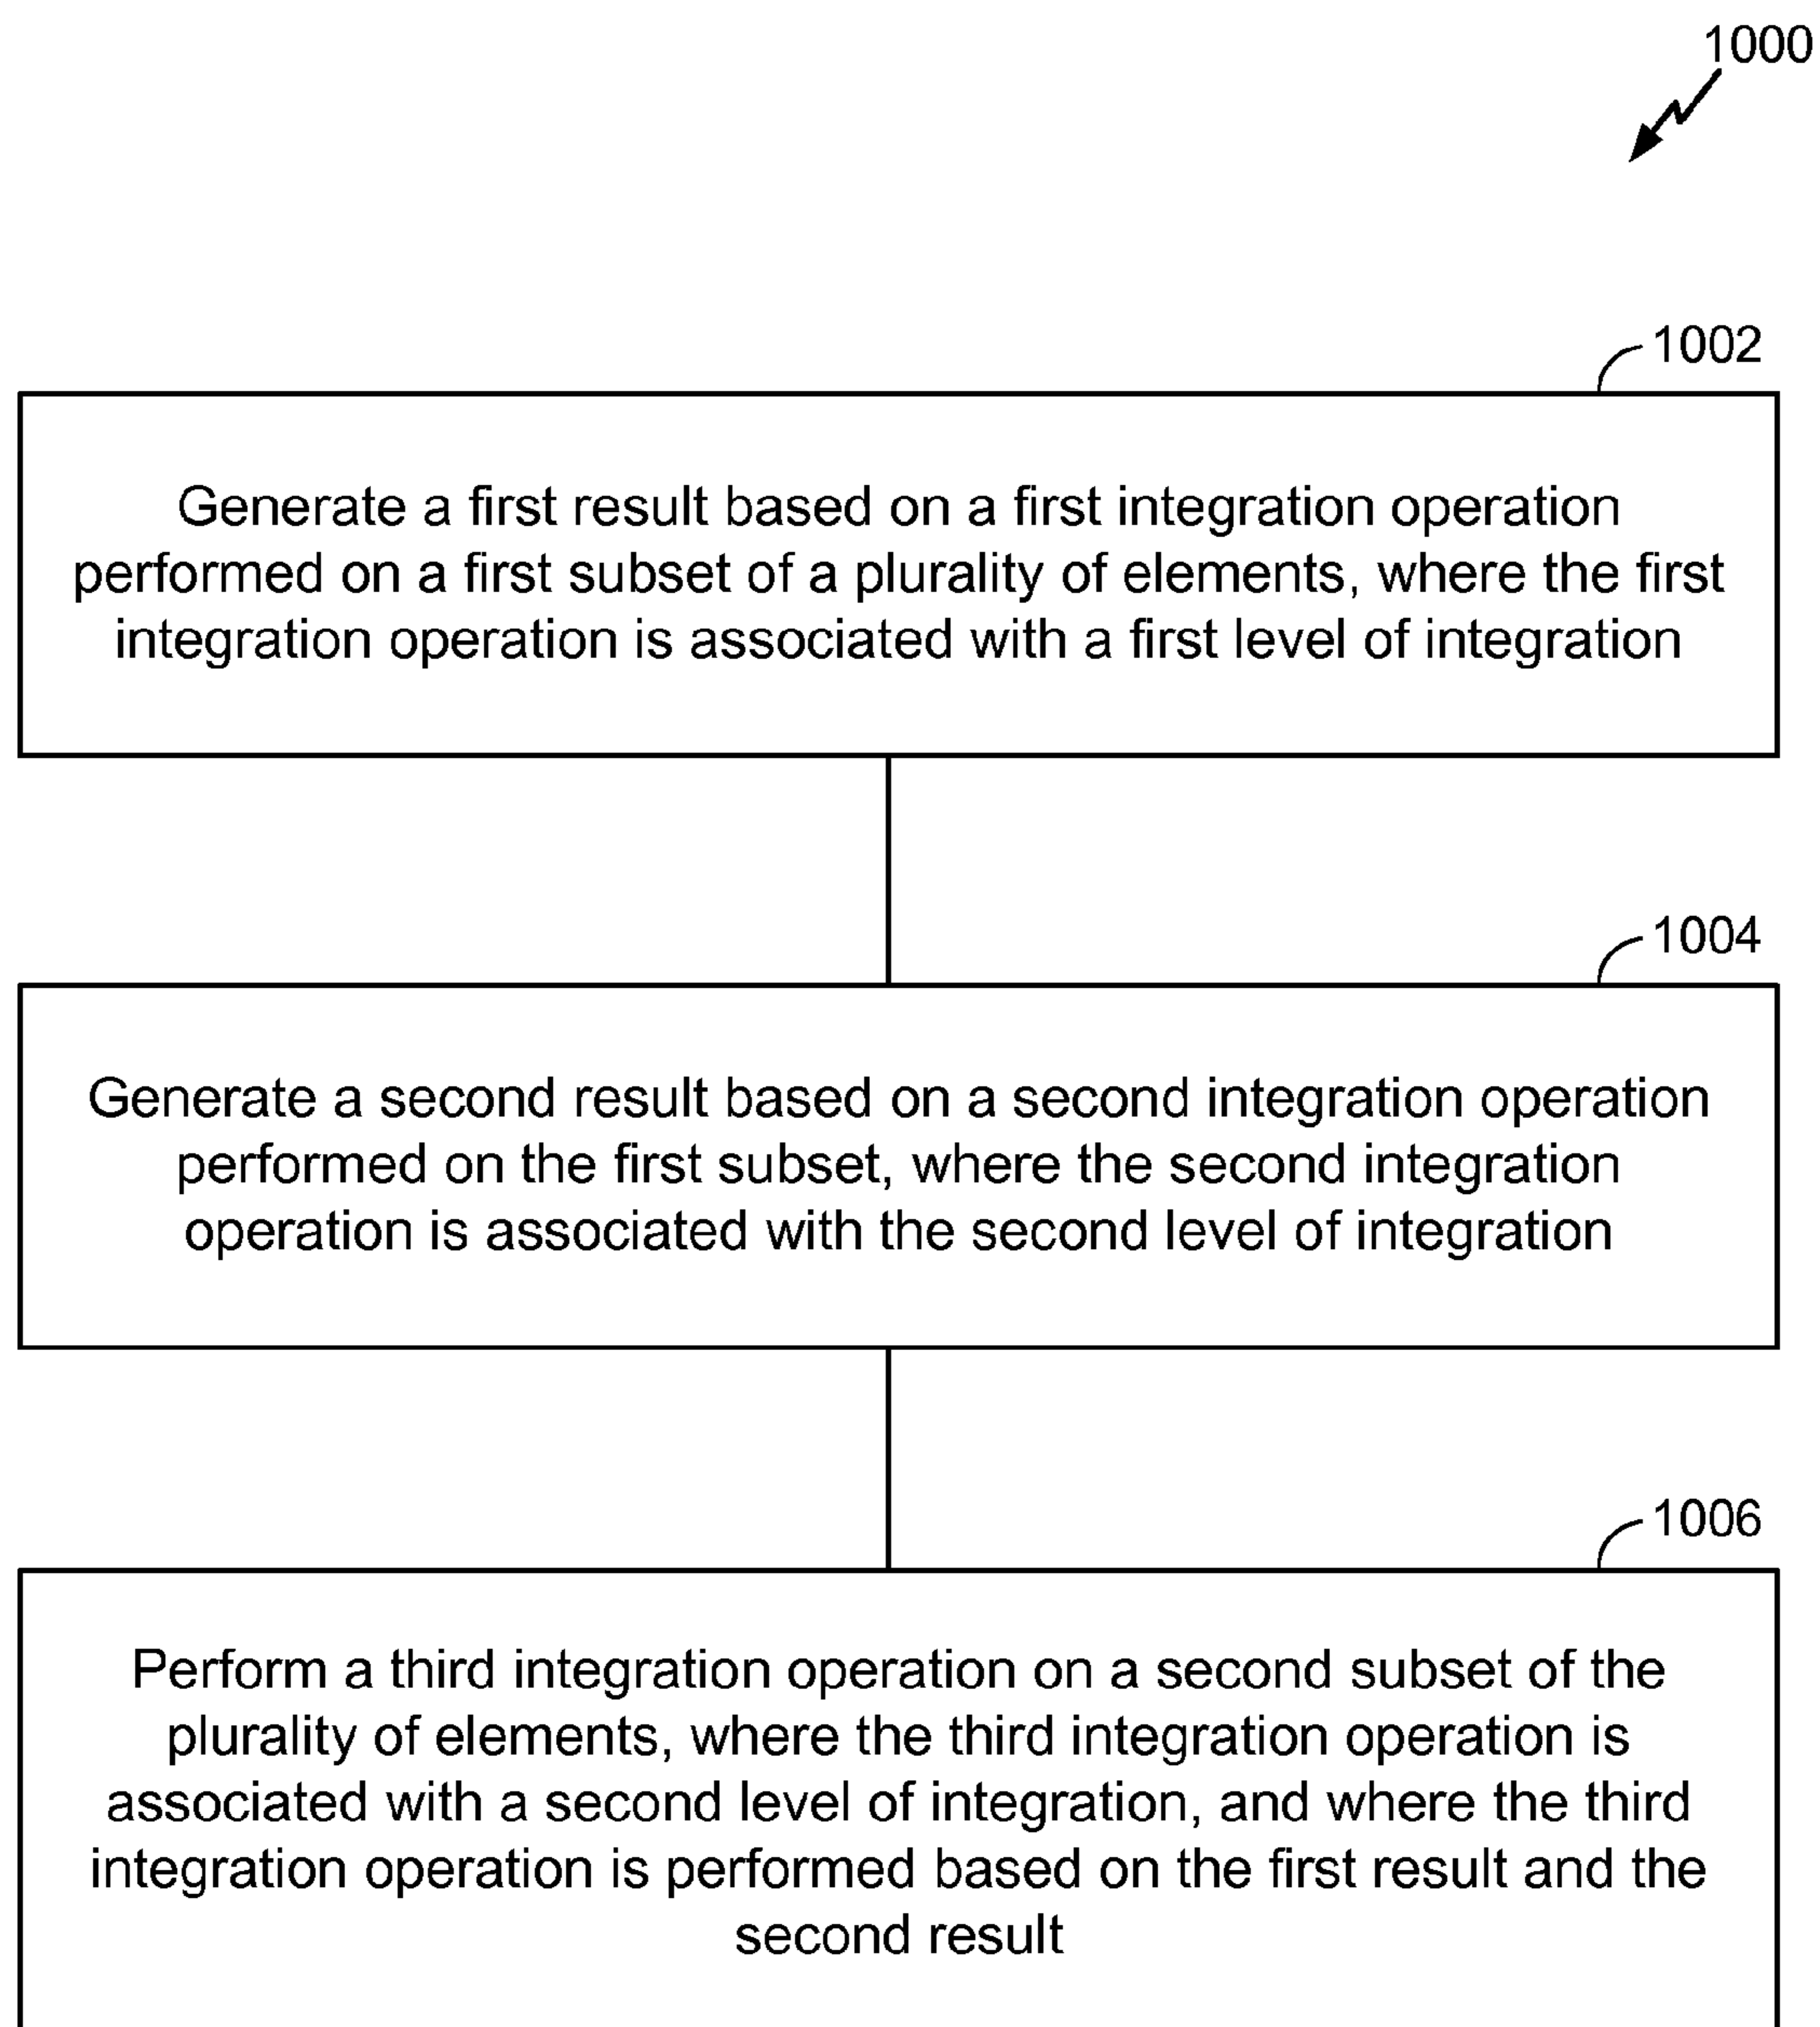 1000
1002
Generate a first result based on a first integration operation
performed on a first subset of a plurality of elements, where the first
integration operation is associated with a first level of integration
1004
Generate a second result based on a second integration operation
performed on the first subset, where the second integration
operation is associated with the second level of integration
1006
Perform a third integration operation on a second subset of the
plurality of elements, where the third integration operation is
associated with a second level of integration, and where the third
integration operation is performed based on the first result and the
second result